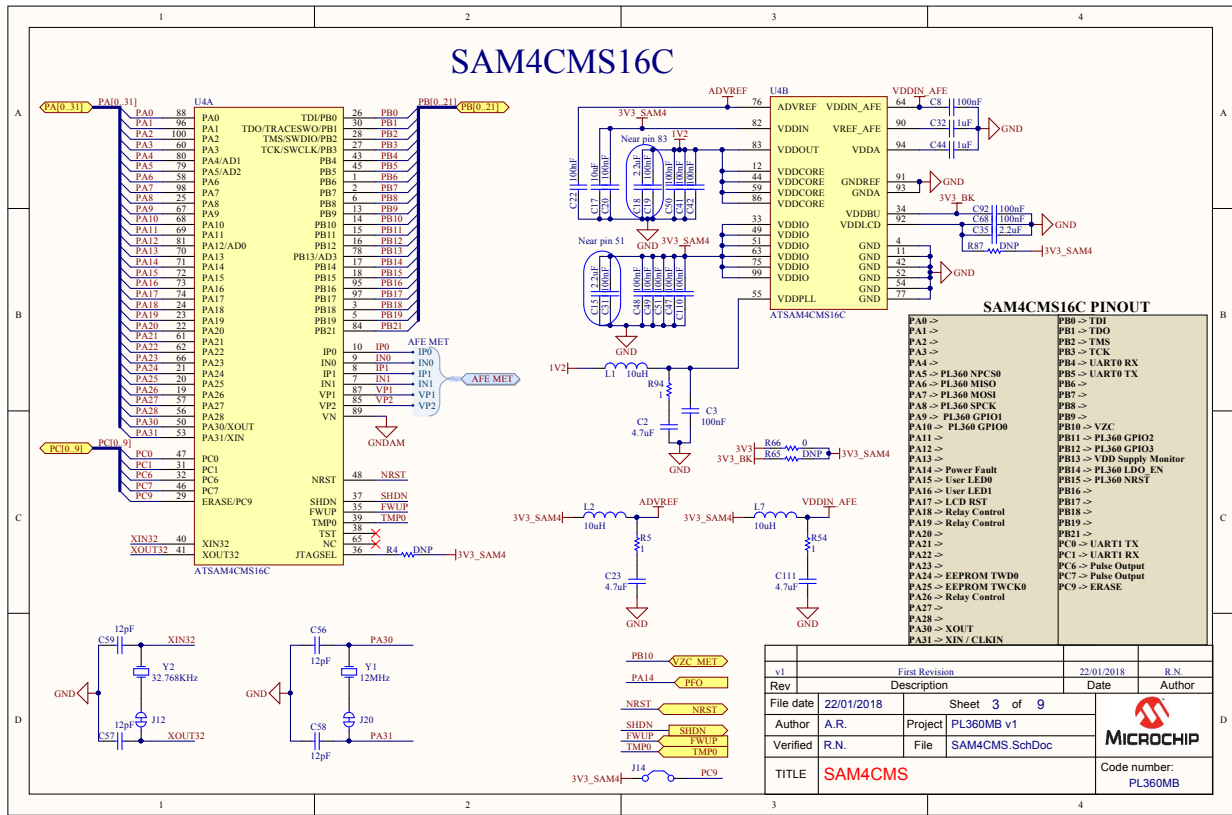 1 2 3 4
SAM4CMS16C
A
PA[0..31] PA[0..31]
U4A
PB[0..21] PB[0..21]
PA0 88 PA0 TDI/PB0 26 PB0
PA1 96 PA1 TDO/TRACESWO/PB1 30 PB1
PA2 100 PA2 TMS/SWDIO/PB2 28 PB2
PA3 60 PA3 TCK/SWCLK/PB3 27 PB3
PA4 80 PA4/AD1 PB4 43 PB4
PA5 79 PA5/AD2 PB5 45 PB5
PA6 58 PA6 PB6 1 PB6
PA7 98 PA7 PB7 2 PB7
PA8 25 PA8 PB8 6 PB8
PA9 67 PA9 PB9 13 PB9
PA10 68 PA10 PB10 14 PB10
PA11 69 PA11 PB11 15 PB11
PA12 81 PA12/AD0 PB12 16 PB12
PA13 70 PA13 PB13/AD3 78 PB13
PA14 71 PA14 PB14 17 PB14
PA15 72 PA15 PB15 18 PB15
PA16 73 PA16 PB16 95 PB16
PA17 74 PA17 PB17 97 PB17
PA18 24 PA18 PB18 3 PB18
PA19 23 PA19 PB19 5 PB19
PA20 22 PA20 PB21 84 PB21
PA21 61 PA21
PA22 62 PA22 IP0 10 IP0
PA23 66 PA23 IN0 9 IN0
PA24 21 PA24 IP1 8 IP1
PA25 20 PA25 IN1 7 IN1
PA26 19 PA26 VP1 87 VP1
PA27 57 PA27 VP2 85 VP2
PA28 56 PA28 VN 89
PA30 50 PA30/XOUT
PA31 53 PA31/XIN
AFE MET
IP0
IN0
IP1
IN1
VP1
VP2
AFE MET
GNDAM
PC[0..9] PC[0..9]
PC0 47 PC0
PC1 31 PC1
PC6 32 PC6 NRST 48 NRST
PC7 46 PC7
PC9 29 ERASE/PC9 SHDN 37 SHDN
FWUP 35 FWUP
TMP0 39 TMP0
TST 38
XIN32 40 XIN32 NC 65
XOUT32 41 XOUT32 JTAGSEL 36 R4 DNP 3V3_SAM4
ATSAM4CMS16C
U4B
ADVREF 76 ADVREF VDDIN_AFE 64 VDDIN_AFE C8 100nF
3V3_SAM4 82 VDDIN VREF_AFE 90 C32 1uF GND
Near pin 83 1V2 83 VDDOUT VDDA 94 C44 1uF
12 VDDCORE
44 VDDCORE GNDREF 91 GND
59 VDDCORE GNDA 93
86 VDDCORE
VDDBU 34 3V3_BK C92 100nF
VDDLCD 92 C68 100nF GND
C35 2.2uF
R87 DNP 3V3_SAM4
33 VDDIO
49 VDDIO GND 4
51 VDDIO GND 11
63 VDDIO GND 42
75 VDDIO GND 52
99 VDDIO GND 54
GND 77
GND
55 VDDPLL
ATSAM4CMS16C
C22 100nF
C17 10uF
C20 100nF
C18 2.2uF
C19 100nF
C50 100nF
C41 100nF
C42 100nF
GND
Near pin 51 3V3_SAM4
C15 2.2uF
C31 100nF
C48 100nF
C49 100nF
C51 100nF
C47 100nF
C110 100nF
GND
1V2 L1 10uH
R94 1
C2 4.7uF
C3 100nF
GND
3V3 R66 0
3V3_BK R65 DNP 3V3_SAM4
3V3_SAM4 L2 10uH ADVREF
R5 1
C23 4.7uF
GND
3V3_SAM4 L7 10uH VDDIN_AFE
R54 1
C111 4.7uF
GND
SAM4CMS16C PINOUT
PA0 ->
PA1 ->
PA2 ->
PA3 ->
PA4 ->
PA5 -> PL360 NPCS0
PA6 -> PL360 MISO
PA7 -> PL360 MOSI
PA8 -> PL360 SPCK
PA9 -> PL360 GPIO1
PA10 -> PL360 GPIO0
PA11 ->
PA12 ->
PA13 ->
PA14 -> Power Fault
PA15 -> User LED0
PA16 -> User LED1
PA17 -> LCD RST
PA18 -> Relay Control
PA19 -> Relay Control
PA20 ->
PA21 ->
PA22 ->
PA23 ->
PA24 -> EEPROM TWD0
PA25 -> EEPROM TWCK0
PA26 -> Relay Control
PA27 ->
PA28 ->
PA30 -> XOUT
PA31 -> XIN / CLKIN
PB0 -> TDI
PB1 -> TDO
PB2 -> TMS
PB3 -> TCK
PB4 -> UART0 RX
PB5 -> UART0 TX
PB6 ->
PB7 ->
PB8 ->
PB9 ->
PB10 -> VZC
PB11 -> PL360 GPIO2
PB12 -> PL360 GPIO3
PB13 -> VDD Supply Monitor
PB14 -> PL360 LDO_EN
PB15 -> PL360 NRST
PB16 ->
PB17 ->
PB18 ->
PB19 ->
PB21 ->
PC0 -> UART1 TX
PC1 -> UART1 RX
PC6 -> Pulse Output
PC7 -> Pulse Output
PC9 -> ERASE
B
C
D
A
B
C
D
C59 12pF XIN32
Y2
32.768KHz
GND
J12
C57 12pF XOUT32
C56 12pF PA30
Y1
12MHz
GND
J20
C58 12pF PA31
PB10 VZC MET
PA14 PFO
NRST NRST
SHDN SHDN
FWUP FWUP
TMP0 TMP0
3V3_SAM4 J14 PC9
v1 First Revision 22/01/2018 R.N.
Rev Description Date Author
File date 22/01/2018 Sheet 3 of 9
Author A.R. Project PL360MB v1
Verified R.N. File SAM4CMS.SchDoc
MICROCHIP
TITLE SAM4CMS
Code number:
PL360MB
1 2 3 4